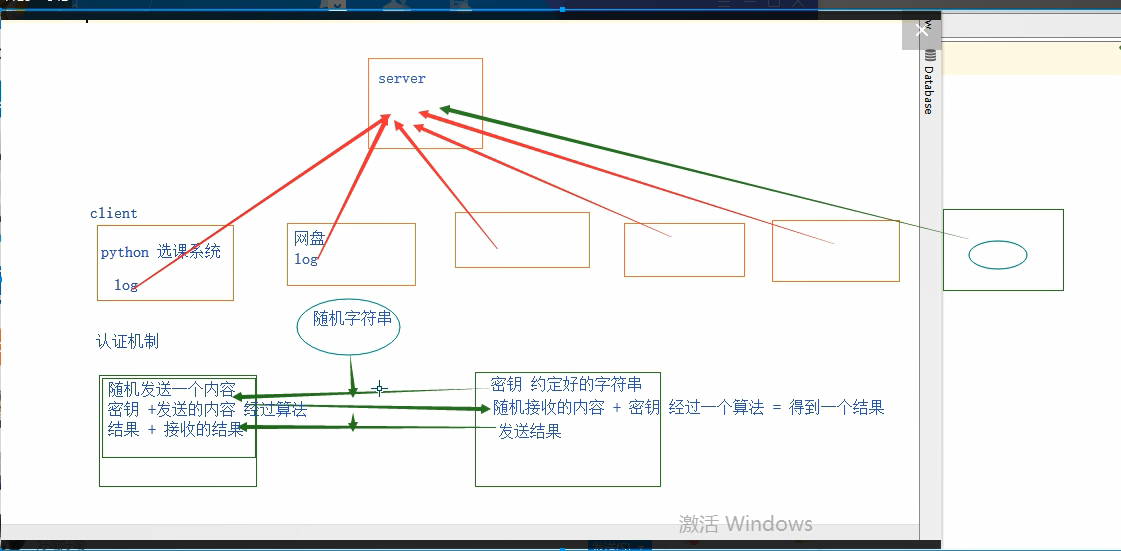 server
Database
client
python 选课系统
log
网盘
log
随机字符串
认证机制
随机发送一个内容
密钥 +发送的内容 经过算法
结果 + 接收的结果
密钥 约定好的字符串
随机接收的内容 + 密钥 经过一个算法 = 得到一个结果
发送结果
激活 Windows